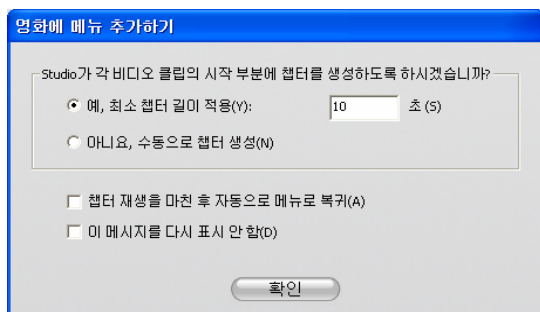 영화에 메뉴 추가하기
Studio가 각 비디오 클립의 시작 부분에 챕터를 생성하도록 하시겠습니까?
예, 최소 챕터 길이 적용(Y): 10 초(S)
아니요, 수동으로 챕터 생성(N)
챕터 재생을 마친 후 자동으로 메뉴로 복귀(A)
이 메시지를 다시 표시 안 함(D)
확인